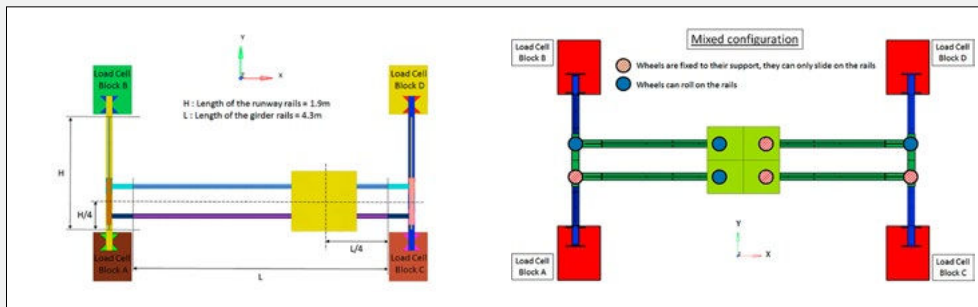 Load Cell
Block B
Y
X
Load Cell
Block D
H : Length of the runway rails = 1.9m
L : Length of the girder rails = 4.3m
H
H/4
L/4
Load Cell
Block A
L
Load Cell
Block C
Mixed configuration
Load Cell
Block B
Load Cell
Block D
Wheels are fixed to their support, they can only slide on the rails
Wheels can roll on the rails
Load Cell
Block A
Y
X
Load Cell
Block C